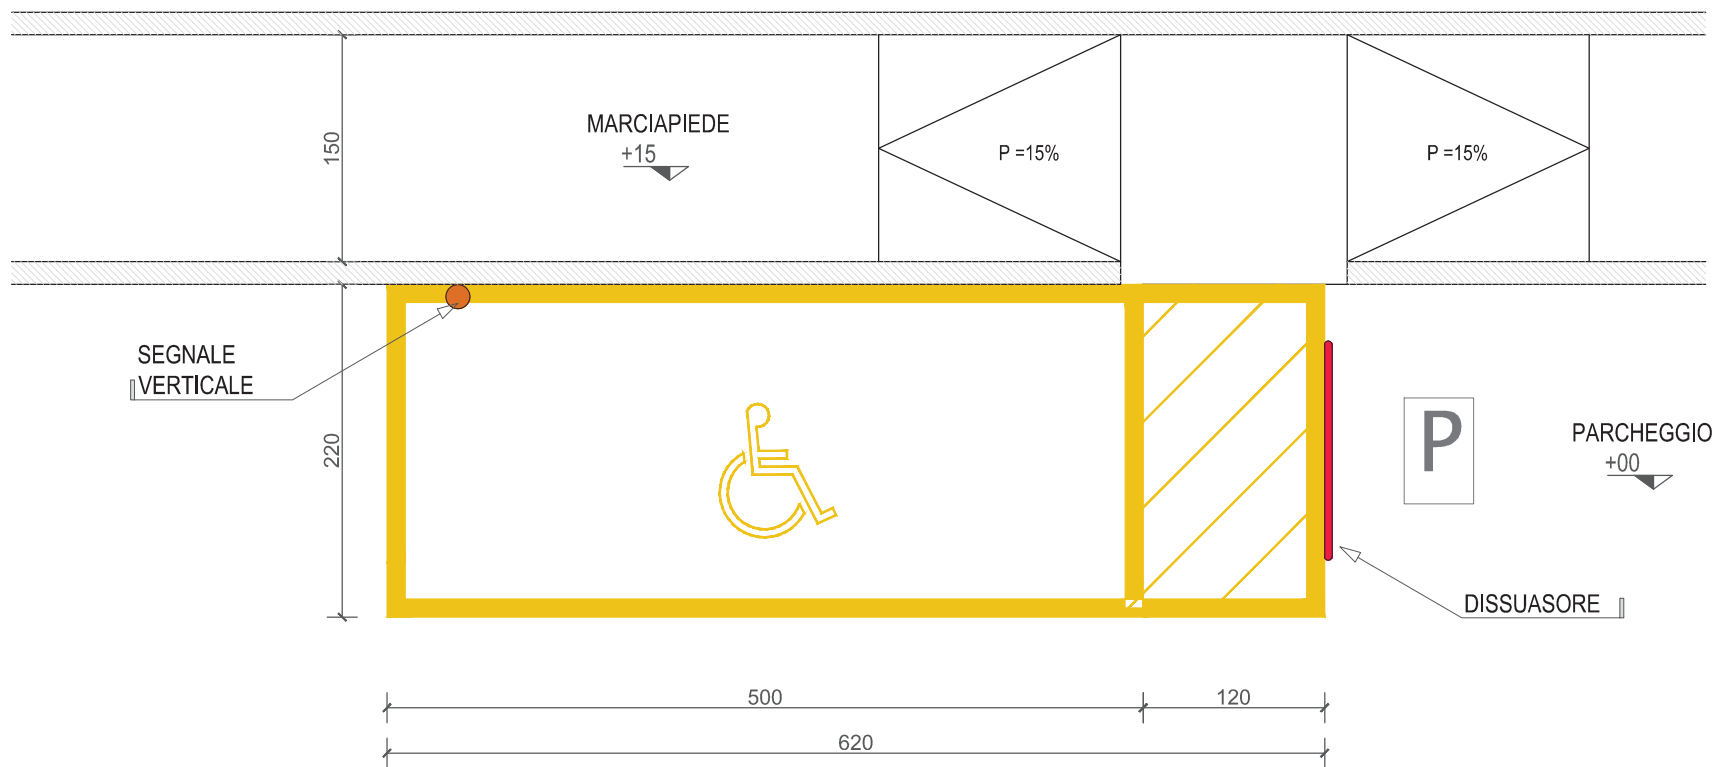 MARCIAPIEDE
+15
150
P =15%
P =15%
SEGNALE
VERTICALE
220
P
PARCHEGGIO
+00
DISSUASORE
500
120
620